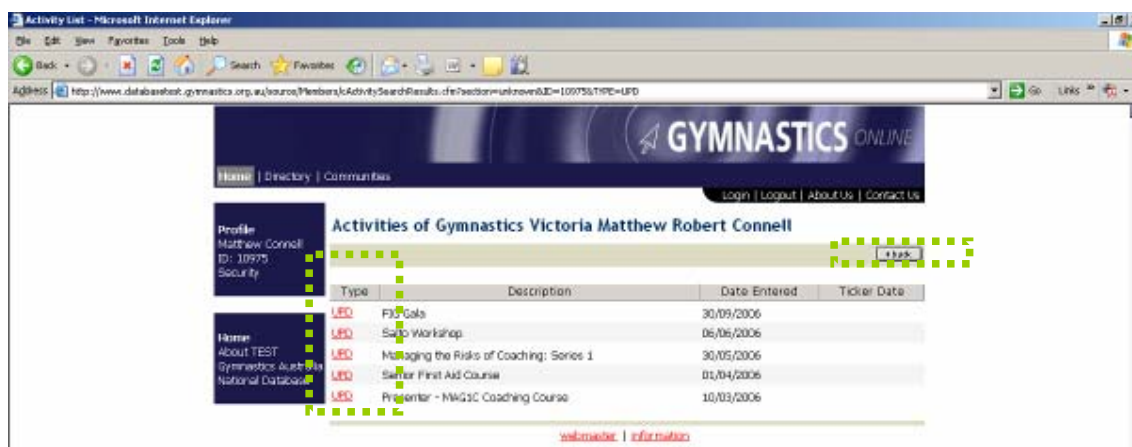 Activity List - Microsoft Internet Explorer
File Edit View Favorites Tools Help
Back Search Favorites
Address http://www.databasetest.gymnastics.org.au/source/Members/cActivitySearchResults.cfm?section=unknown&ID=10975&TYPE=UPD Go Links
GYMNASTICS ONLINE
Home | Directory | Communities
Login | Logout | About Us | Contact Us
Profile
Matthew Connell
ID: 10975
Security
Home
About TEST
Gymnastics Australia
National Database
Activities of Gymnastics Victoria Matthew Robert Connell
back
Type Description Date Entered Ticker Date
UPD FIG Gala 30/09/2006
UPD Salto Workshop 06/06/2006
UPD Managing the Risks of Coaching: Series 1 30/05/2006
UPD Senior First Aid Course 01/04/2006
UPD Presenter - MAG1C Coaching Course 10/03/2006
webmaster | information